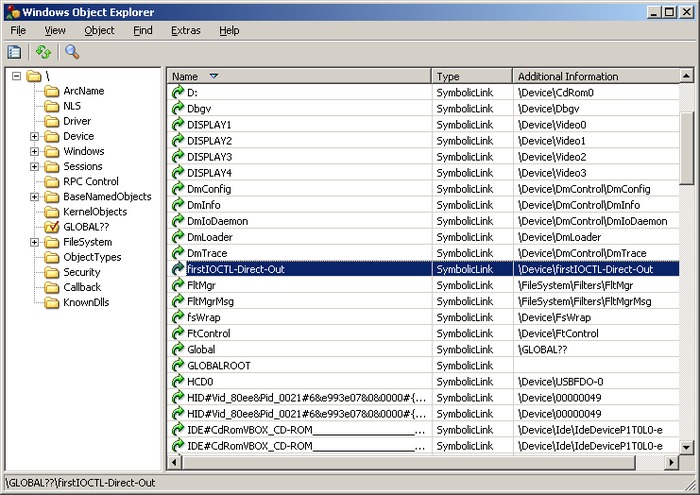 Windows Object Explorer
File View Object Find Extras Help
\
ArcName
NLS
Driver
Device
Windows
Sessions
RPC Control
BaseNamedObjects
KernelObjects
GLOBAL??
FileSystem
ObjectTypes
Security
Callback
KnownDlls
Name Type Additional Information
D: SymbolicLink \Device\CdRom0
Dbgv SymbolicLink \Device\Dbgv
DISPLAY1 SymbolicLink \Device\Video0
DISPLAY2 SymbolicLink \Device\Video1
DISPLAY3 SymbolicLink \Device\Video2
DISPLAY4 SymbolicLink \Device\Video3
DmConfig SymbolicLink \Device\DmControl\DmConfig
DmInfo SymbolicLink \Device\DmControl\DmInfo
DmIoDaemon SymbolicLink \Device\DmControl\DmIoDaemon
DmLoader SymbolicLink \Device\DmLoader
DmTrace SymbolicLink \Device\DmControl\DmTrace
firstIOCTL-Direct-Out SymbolicLink \Device\firstIOCTL-Direct-Out
FltMgr SymbolicLink \FileSystem\Filters\FltMgr
FltMgrMsg SymbolicLink \FileSystem\Filters\FltMgrMsg
fsWrap SymbolicLink \Device\FsWrap
FtControl SymbolicLink \Device\FtControl
Global SymbolicLink \GLOBAL??
GLOBALROOT SymbolicLink
HCD0 SymbolicLink \Device\USBFDO-0
HID#Vid_80ee&Pid_0021#6&e993e07&0&0000#{... SymbolicLink \Device\00000049
HID#Vid_80ee&Pid_0021#6&e993e07&0&0000#{... SymbolicLink \Device\00000049
IDE#CdRomVBOX_CD-ROM____________________... SymbolicLink \Device\Ide\IdeDeviceP1T0L0-e
IDE#CdRomVBOX_CD-ROM____________________... SymbolicLink \Device\Ide\IdeDeviceP1T0L0-e
\GLOBAL??\firstIOCTL-Direct-Out